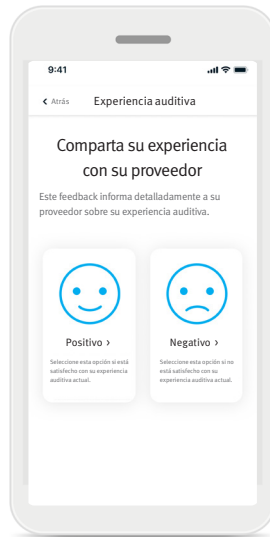 9:41
Atrás Experiencia auditiva
Comparta su experiencia
con su proveedor
Este feedback informa detalladamente a su
proveedor sobre su experiencia auditiva.
Positivo ›
Seleccione esta opción si está
satisfecho con su experiencia
auditiva actual.
Negativo ›
Seleccione esta opción si no
está satisfecho con su
experiencia auditiva actual.